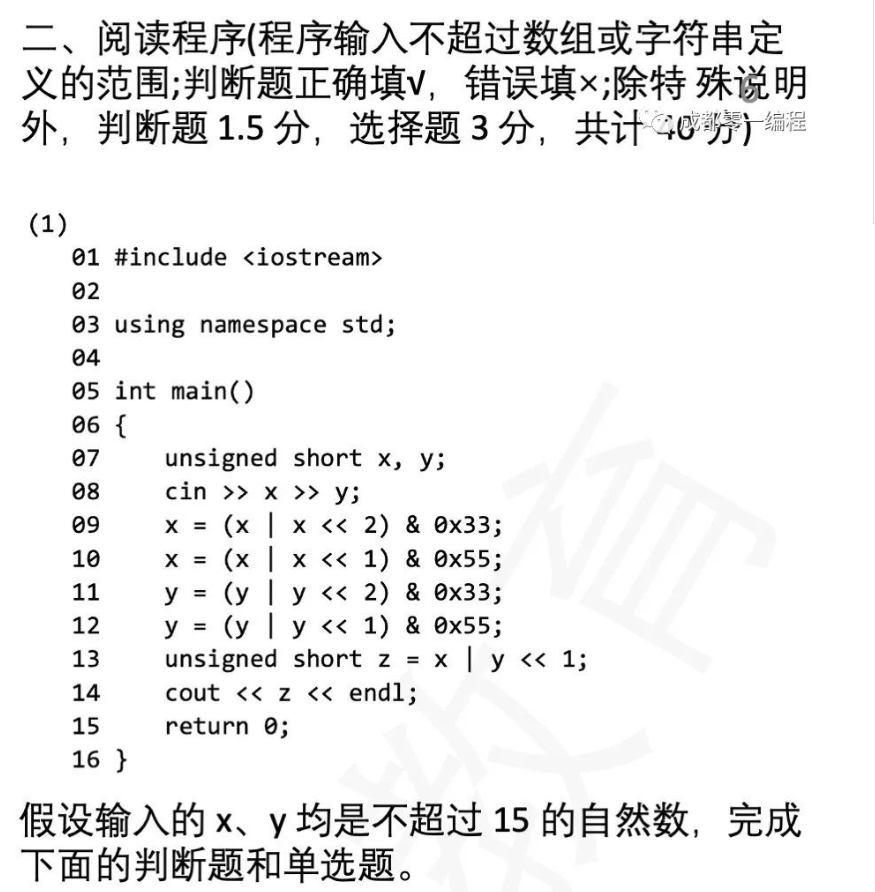 二、阅读程序(程序输入不超过数组或字符串定
义的范围;判断题正确填√，错误填×;除特 殊说明
外，判断题 1.5 分，选择题 3 分，共计 40 分)
6
成都零一编程
(1)
01 #include <iostream>
02
03 using namespace std;
04
05 int main()
06 {
07     unsigned short x, y;
08     cin >> x >> y;
09     x = (x | x << 2) & 0x33;
10     x = (x | x << 1) & 0x55;
11     y = (y | y << 2) & 0x33;
12     y = (y | y << 1) & 0x55;
13     unsigned short z = x | y << 1;
14     cout << z << endl;
15     return 0;
16 }
教育
假设输入的 x、y 均是不超过 15 的自然数，完成
下面的判断题和单选题。